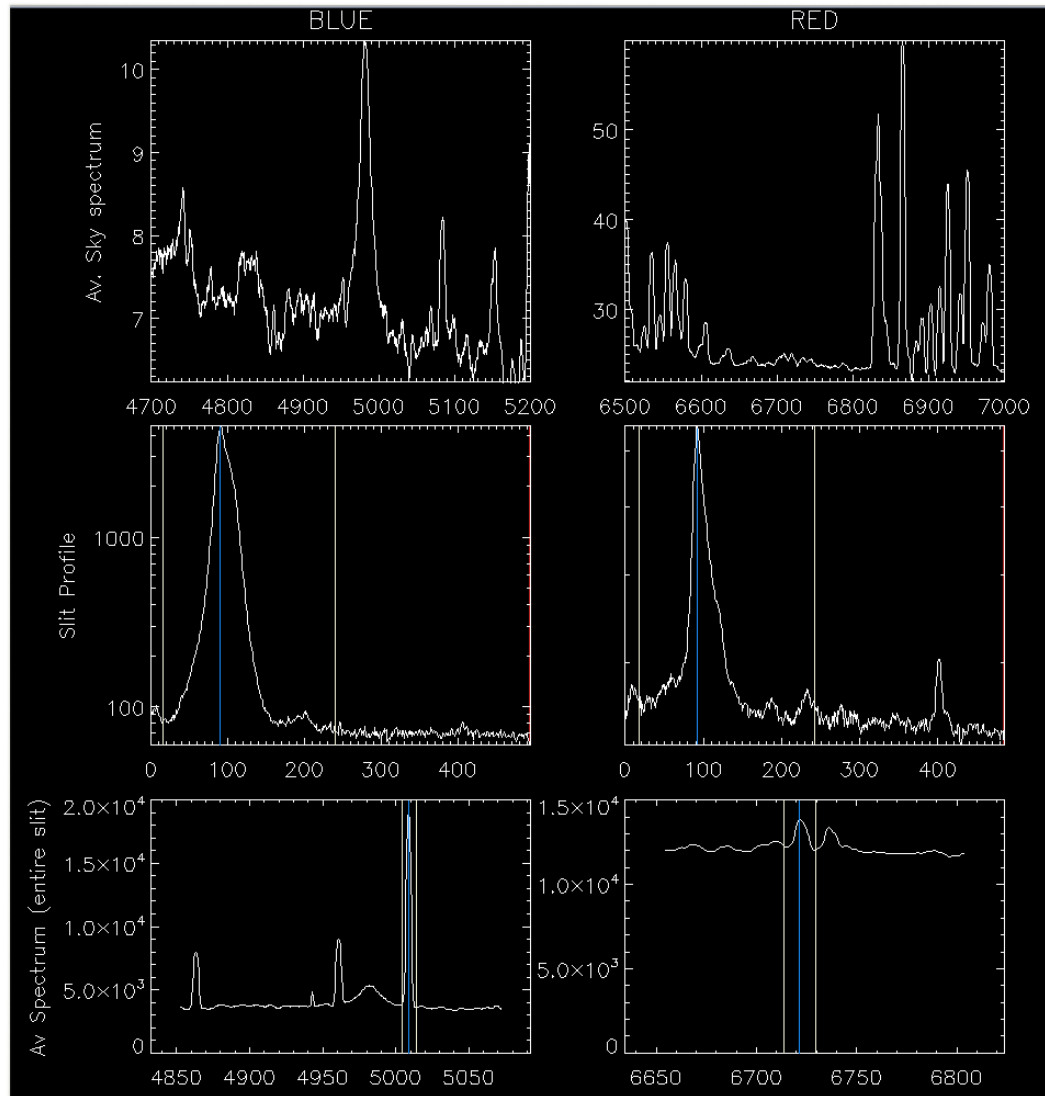 BLUE
RED
Av. Sky spectrum
10
9
8
7
50
40
30
4700 4800 4900 5000 5100 5200
6500 6600 6700 6800 6900 7000
Slit Profile
1000
100
0 100 200 300 400
0 100 200 300 400
Av Spectrum (entire slit)
2.0×10⁴
1.5×10⁴
1.0×10⁴
5.0×10³
0
1.5×10⁴
1.0×10⁴
5.0×10³
0
4850 4900 4950 5000 5050
6650 6700 6750 6800